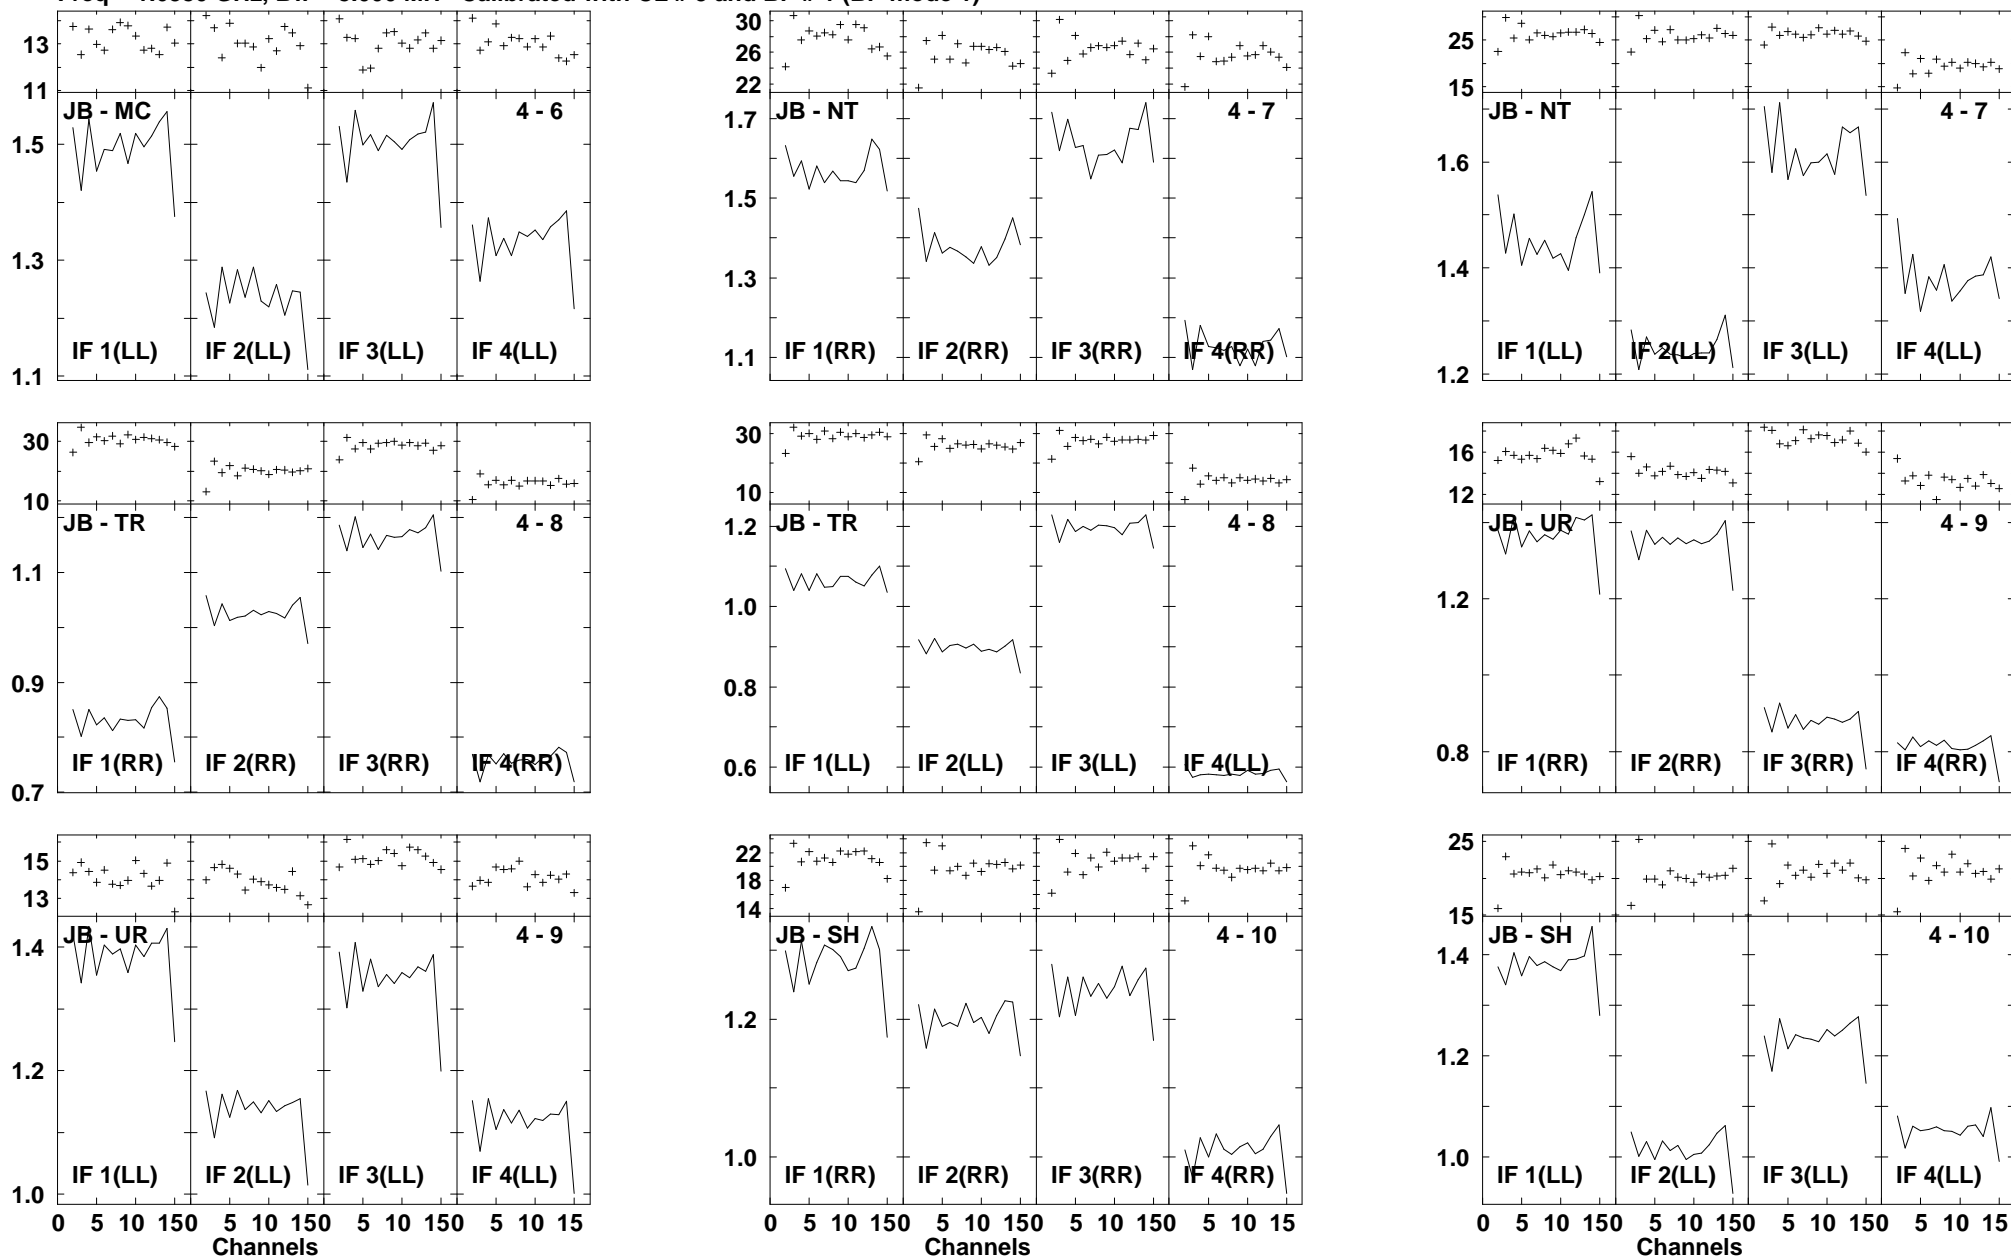 13
11
JB - MC
4 - 6
1.5
1.3
1.1
IF 1(LL)
IF 2(LL)
IF 3(LL)
IF 4(LL)
30
26
22
JB - NT
4 - 7
1.7
1.5
1.3
1.1
IF 1(RR)
IF 2(RR)
IF 3(RR)
IF 4(RR)
25
15
JB - NT
4 - 7
1.6
1.4
1.2
IF 1(LL)
IF 2(LL)
IF 3(LL)
IF 4(LL)
30
10
JB - TR
4 - 8
1.1
0.9
0.7
IF 1(RR)
IF 2(RR)
IF 3(RR)
IF 4(RR)
30
10
JB - TR
4 - 8
1.2
1.0
0.8
0.6
IF 1(LL)
IF 2(LL)
IF 3(LL)
IF 4(LL)
16
12
JB - UR
4 - 9
1.2
0.8
IF 1(RR)
IF 2(RR)
IF 3(RR)
IF 4(RR)
15
13
JB - UR
4 - 9
1.4
1.2
1.0
IF 1(LL)
IF 2(LL)
IF 3(LL)
IF 4(LL)
0 5 10 150 5 10 150 5 10 150 5 10 15
Channels
22
18
14
JB - SH
4 - 10
1.2
1.0
IF 1(RR)
IF 2(RR)
IF 3(RR)
IF 4(RR)
0 5 10 150 5 10 150 5 10 150 5 10 15
Channels
25
15
JB - SH
4 - 10
1.4
1.2
1.0
IF 1(LL)
IF 2(LL)
IF 3(LL)
IF 4(LL)
0 5 10 150 5 10 150 5 10 150 5 10 15
Channels